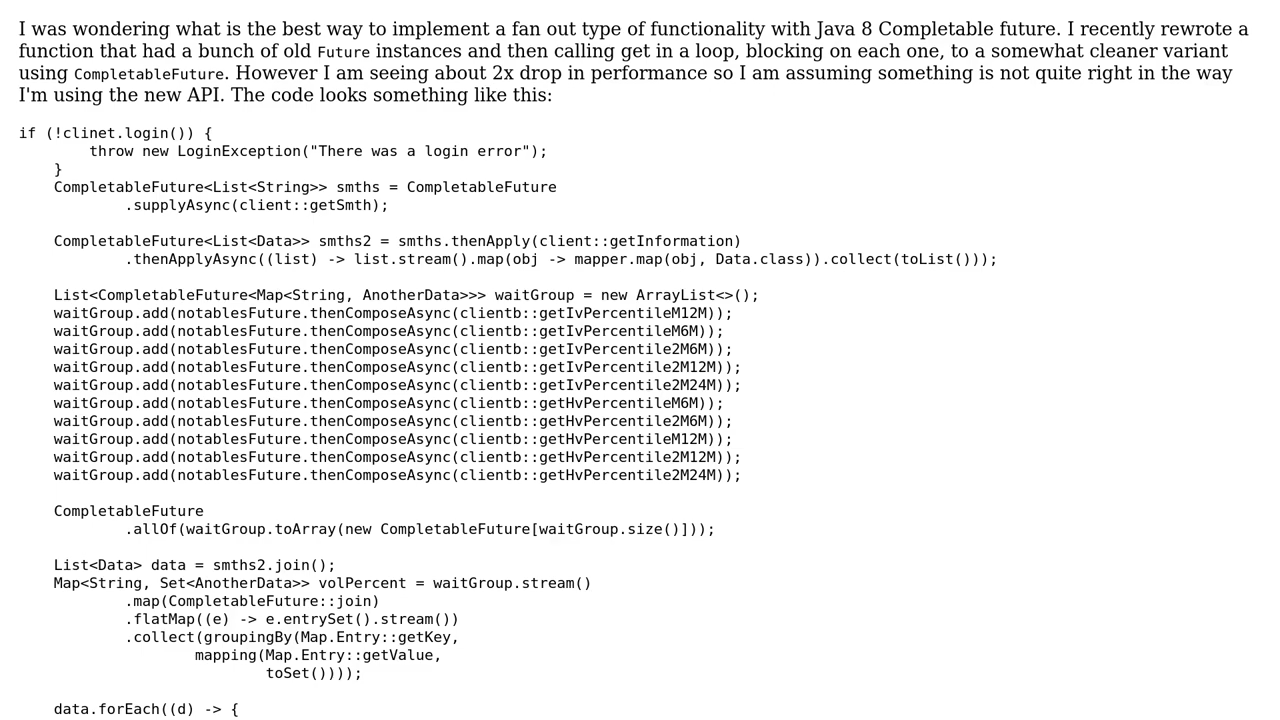 I was wondering what is the best way to implement a fan out type of functionality with Java 8 Completable future. I recently rewrote a
function that had a bunch of old Future instances and then calling get in a loop, blocking on each one, to a somewhat cleaner variant
using CompletableFuture. However I am seeing about 2x drop in performance so I am assuming something is not quite right in the way
I'm using the new API. The code looks something like this:
if (!clinet.login()) {
        throw new LoginException("There was a login error");
    }
    CompletableFuture<List<String>> smths = CompletableFuture
            .supplyAsync(client::getSmth);

    CompletableFuture<List<Data>> smths2 = smths.thenApply(client::getInformation)
            .thenApplyAsync((list) -> list.stream().map(obj -> mapper.map(obj, Data.class)).collect(toList()));

    List<CompletableFuture<Map<String, AnotherData>>> waitGroup = new ArrayList<>();
    waitGroup.add(notablesFuture.thenComposeAsync(clientb::getIvPercentileM12M));
    waitGroup.add(notablesFuture.thenComposeAsync(clientb::getIvPercentileM6M));
    waitGroup.add(notablesFuture.thenComposeAsync(clientb::getIvPercentile2M6M));
    waitGroup.add(notablesFuture.thenComposeAsync(clientb::getIvPercentile2M12M));
    waitGroup.add(notablesFuture.thenComposeAsync(clientb::getIvPercentile2M24M));
    waitGroup.add(notablesFuture.thenComposeAsync(clientb::getHvPercentileM6M));
    waitGroup.add(notablesFuture.thenComposeAsync(clientb::getHvPercentile2M6M));
    waitGroup.add(notablesFuture.thenComposeAsync(clientb::getHvPercentileM12M));
    waitGroup.add(notablesFuture.thenComposeAsync(clientb::getHvPercentile2M12M));
    waitGroup.add(notablesFuture.thenComposeAsync(clientb::getHvPercentile2M24M));

    CompletableFuture
            .allOf(waitGroup.toArray(new CompletableFuture[waitGroup.size()]));

    List<Data> data = smths2.join();
    Map<String, Set<AnotherData>> volPercent = waitGroup.stream()
            .map(CompletableFuture::join)
            .flatMap((e) -> e.entrySet().stream())
            .collect(groupingBy(Map.Entry::getKey,
                    mapping(Map.Entry::getValue,
                            toSet())));

    data.forEach((d) -> {